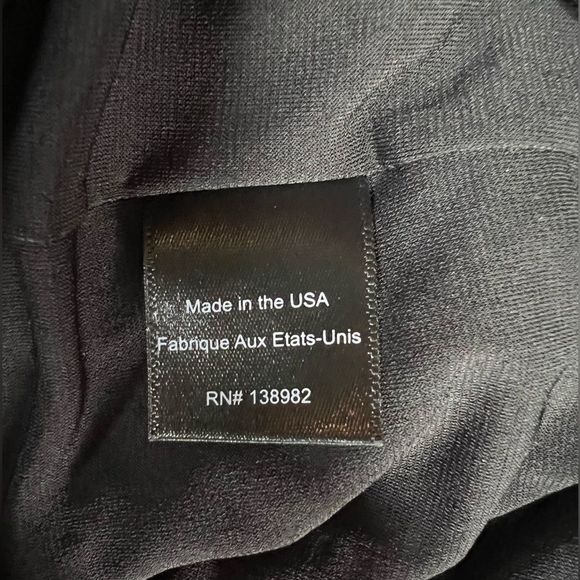 Made in the USA
Fabrique Aux Etats-Unis
RN# 138982